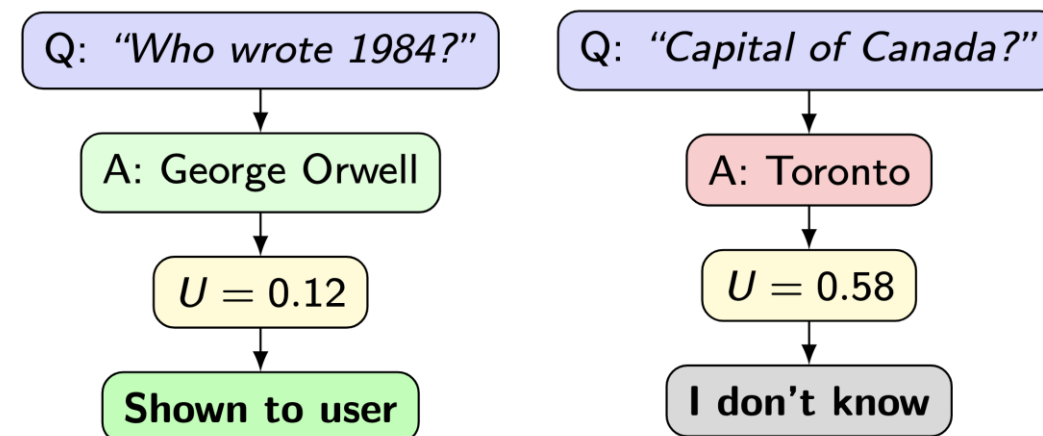 Q: “Who wrote 1984?”
A: George Orwell
U = 0.12
Shown to user
Q: “Capital of Canada?”
A: Toronto
U = 0.58
I don't know